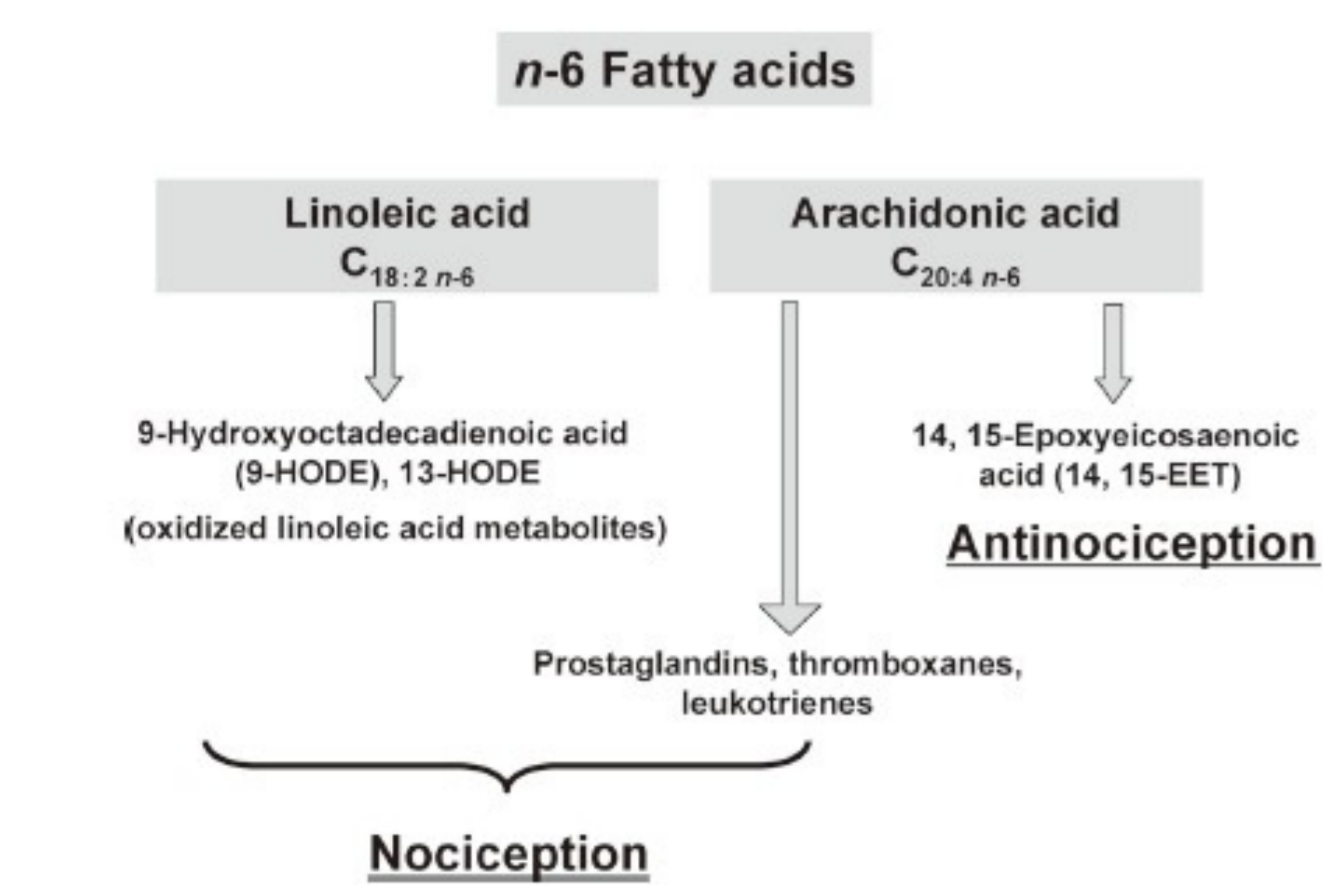 n-6 Fatty acids
Linoleic acid
C18:2 n-6
Arachidonic acid
C20:4 n-6
9-Hydroxyoctadecadienoic acid
(9-HODE), 13-HODE
(oxidized linoleic acid metabolites)
14, 15-Epoxyeicosaenoic
acid (14, 15-EET)
Antinociception
Prostaglandins, thromboxanes,
leukotrienes
Nociception